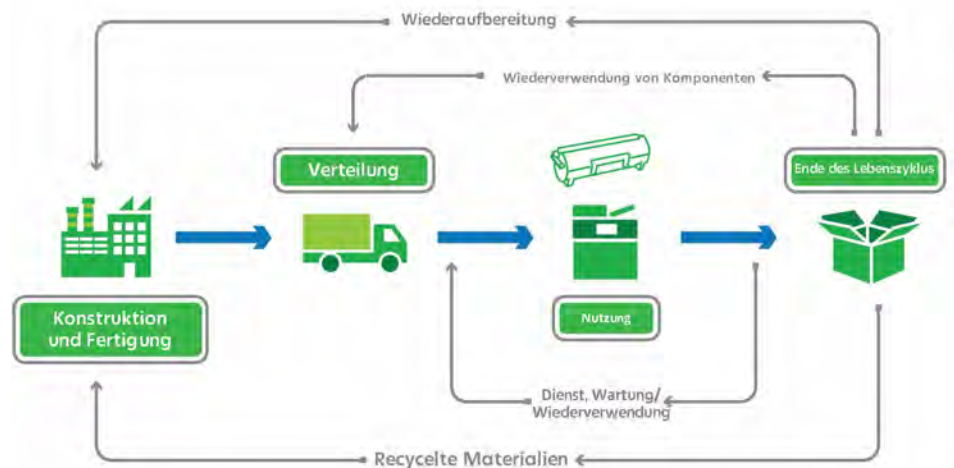 Wiederaufbereitung
Wiederverwendung von Komponenten
Verteilung
Ende des Lebenszyklus
Konstruktion
und Fertigung
Nutzung
Dienst, Wartung/
Wiederverwendung
Recycelte Materialien